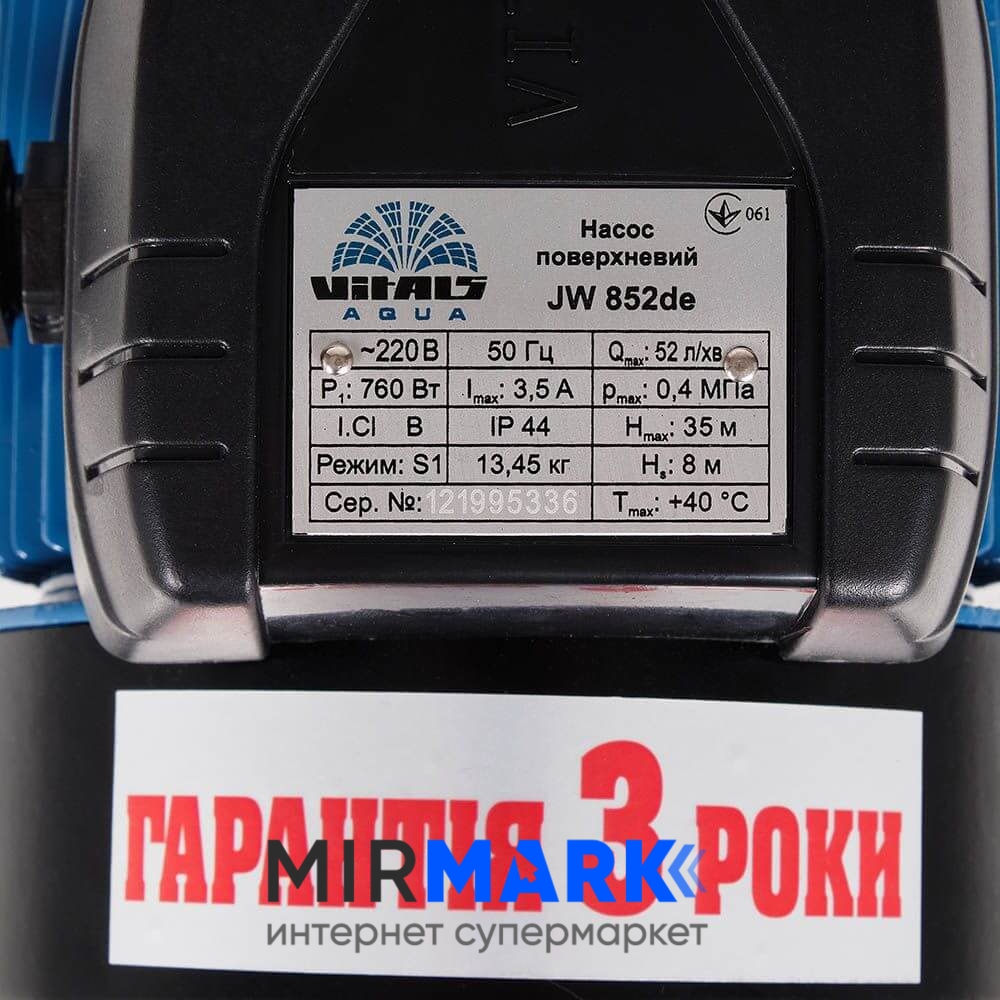 VIT
061
VITALS
AQUA
Насос
поверхневий
JW 852de
~220 В 50 Гц Qmax: 52 л/хв
P1: 760 Вт Imax: 3,5 А pmax: 0,4 МПа
I.Cl B IP 44 Hmax: 35 м
Режим: S1 13,45 кг Hs: 8 м
Сер. №: 121995336 Tmax: +40 °C
ГАРАНТІЯ 3 РОКИ
MIRMARK
интернет супермаркет